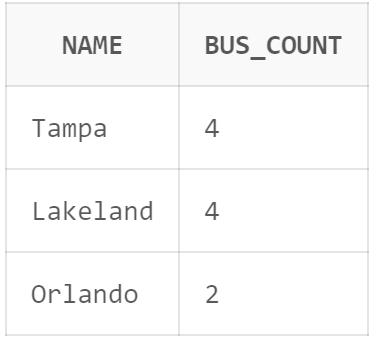 NAME BUS_COUNT
Tampa 4
Lakeland 4
Orlando 2